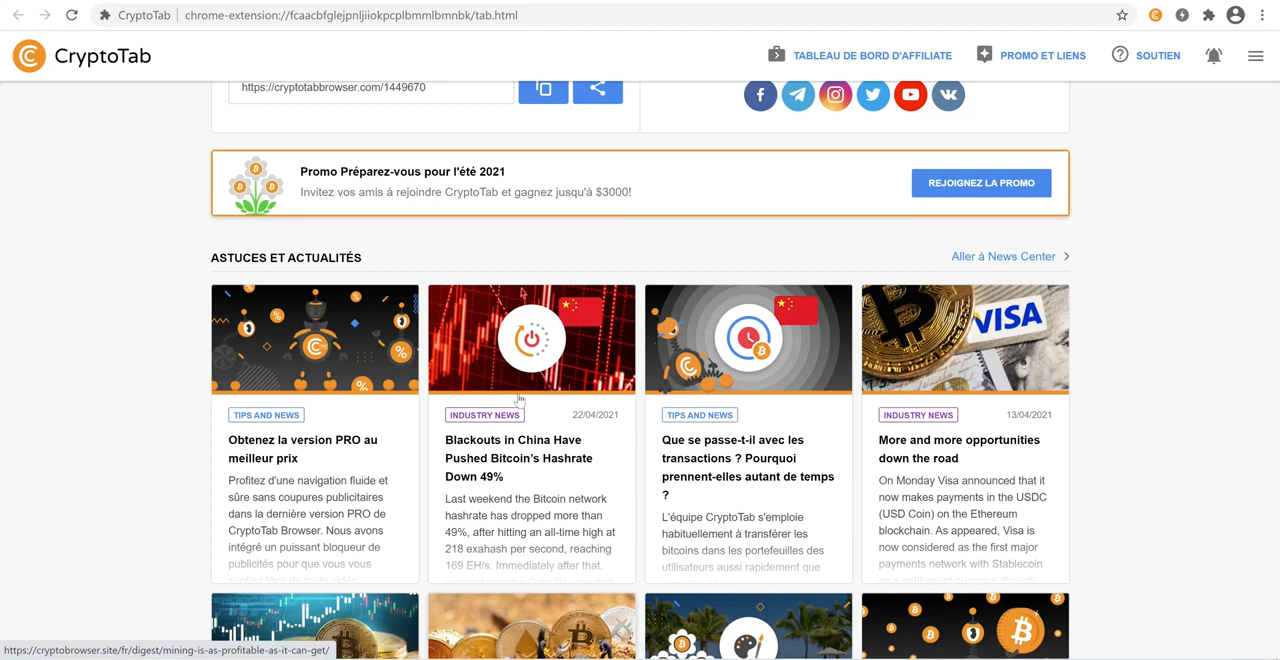 CryptoTab
chrome-extension://fcaacbfglejpnljiiokpcplbmmlbmnbk/tab.html
CryptoTab
TABLEAU DE BORD D'AFFILIATE
PROMO ET LIENS
SOUTIEN
https://cryptotabbrowser.com/1449670
Promo Préparez-vous pour l'été 2021
Invitez vos amis à rejoindre CryptoTab et gagnez jusqu'à $3000!
REJOIGNEZ LA PROMO
ASTUCES ET ACTUALITÉS
Aller à News Center
TIPS AND NEWS
Obtenez la version PRO au
meilleur prix
Profitez d'une navigation fluide et
sûre sans coupures publicitaires
dans la dernière version PRO de
CryptoTab Browser. Nous avons
intégré un puissant bloqueur de
publicités pour que vous vous
sentiez libre de toute vidéo
INDUSTRY NEWS
22/04/2021
Blackouts in China Have
Pushed Bitcoin's Hashrate
Down 49%
Last weekend the Bitcoin network
hashrate has dropped more than
49%, after hitting an all-time high at
218 exahash per second, reaching
169 EH/s. Immediately after that,
TIPS AND NEWS
Que se passe-t-il avec les
transactions ? Pourquoi
prennent-elles autant de temps
?
L'équipe CryptoTab s'emploie
habituellement à transférer les
bitcoins dans les portefeuilles des
utilisateurs aussi rapidement que
VISA
INDUSTRY NEWS
13/04/2021
More and more opportunities
down the road
On Monday Visa announced that it
now makes payments in the USDC
(USD Coin) on the Ethereum
blockchain. As appeared, Visa is
now considered as the first major
payments network with Stablecoin
as a settlement currency, though
https://cryptobrowser.site/fr/digest/mining-is-as-profitable-as-it-can-get/